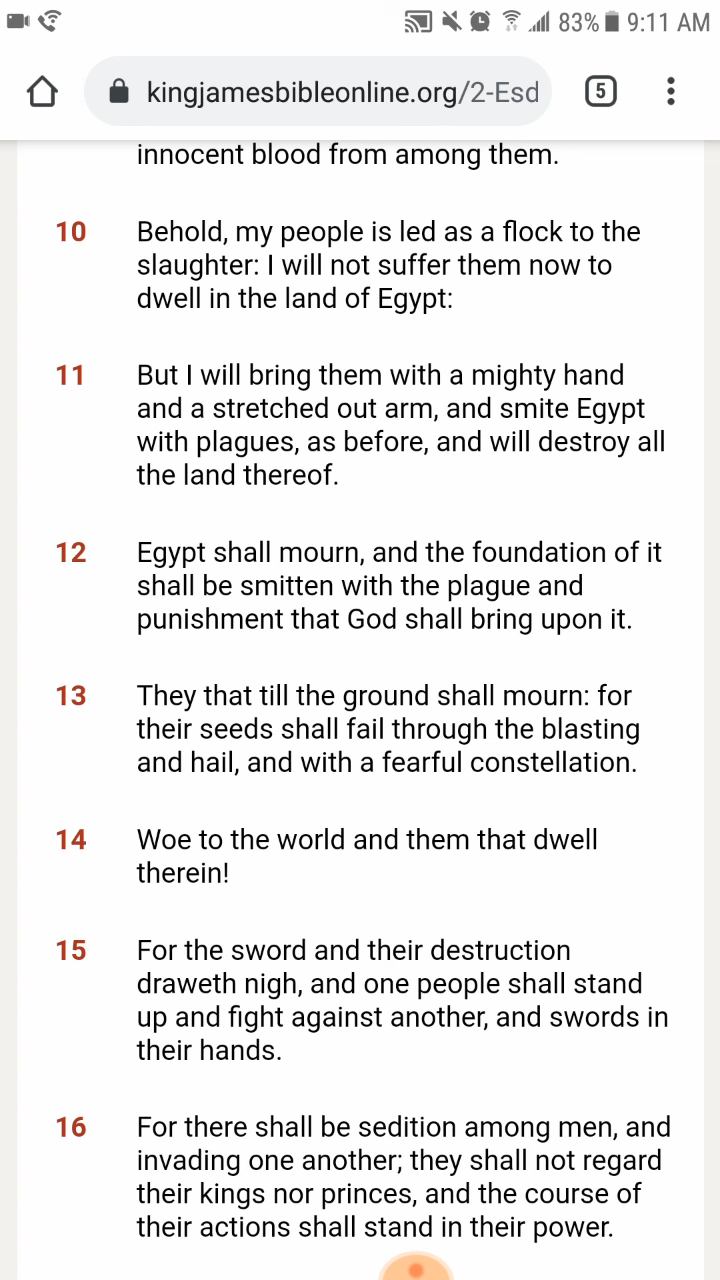 83% 9:11 AM
kingjamesbibleonline.org/2-Esd 5
innocent blood from among them.
10 Behold, my people is led as a flock to the
slaughter: I will not suffer them now to
dwell in the land of Egypt:
11 But I will bring them with a mighty hand
and a stretched out arm, and smite Egypt
with plagues, as before, and will destroy all
the land thereof.
12 Egypt shall mourn, and the foundation of it
shall be smitten with the plague and
punishment that God shall bring upon it.
13 They that till the ground shall mourn: for
their seeds shall fail through the blasting
and hail, and with a fearful constellation.
14 Woe to the world and them that dwell
therein!
15 For the sword and their destruction
draweth nigh, and one people shall stand
up and fight against another, and swords in
their hands.
16 For there shall be sedition among men, and
invading one another; they shall not regard
their kings nor princes, and the course of
their actions shall stand in their power.